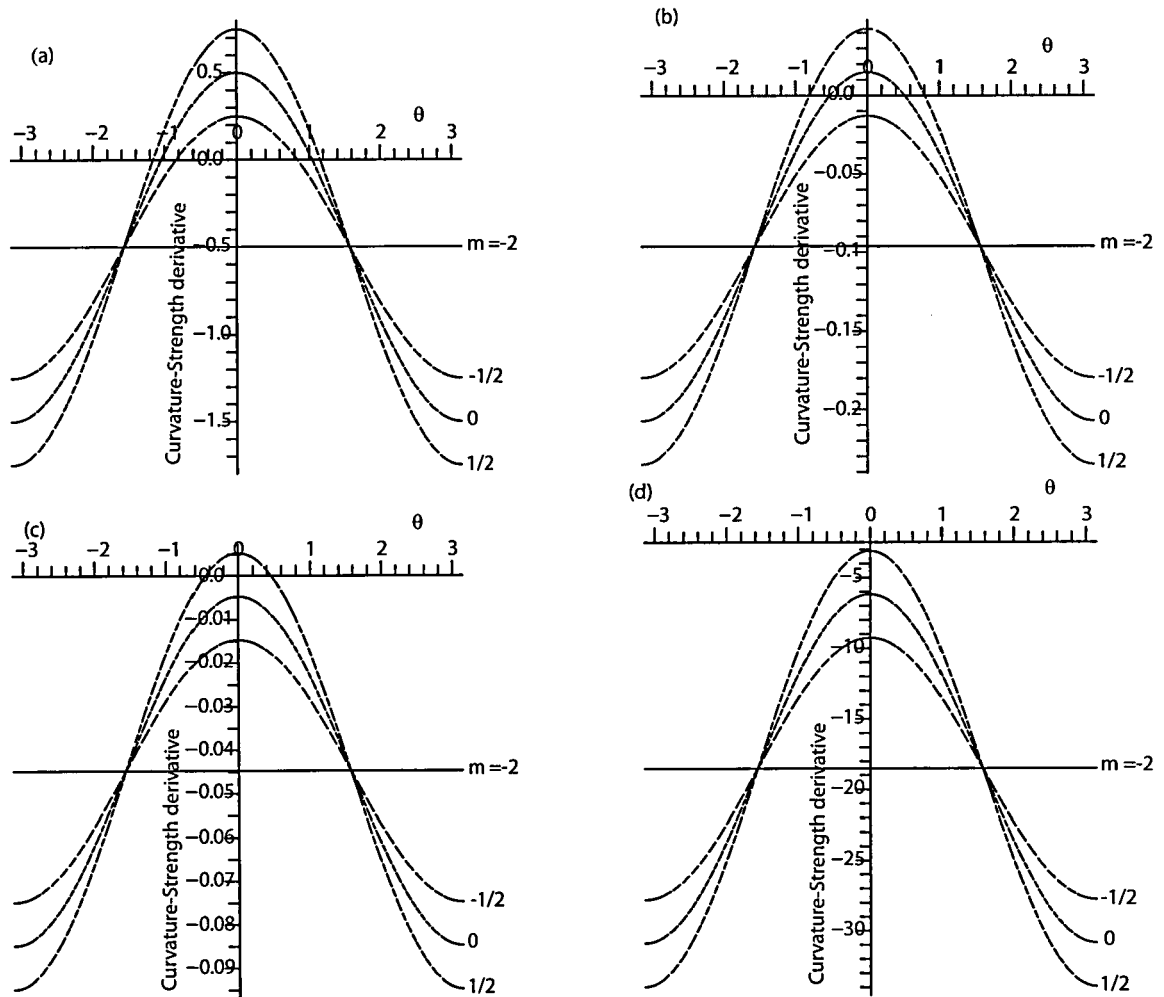 (a)
θ
−3 −2 −1 0 1 2 3
0.5
0.0
−0.5
−1.0
−1.5
Curvature-Strength derivative
m =-2
-1/2
0
1/2
(b)
θ
−3 −2 −1 0 1 2 3
0.0
−0.05
−0.1
−0.15
−0.2
Curvature-Strength derivative
m =-2
-1/2
0
1/2
(c)
θ
−3 −2 −1 0 1 2 3
0.0
−0.01
−0.02
−0.03
−0.04
−0.05
−0.06
−0.07
−0.08
−0.09
Curvature-Strength derivative
m =-2
-1/2
0
1/2
(d)
θ
−3 −2 −1 0 1 2 3
−5
−10
−15
−20
−25
−30
Curvature-Strength derivative
m =-2
-1/2
0
1/2